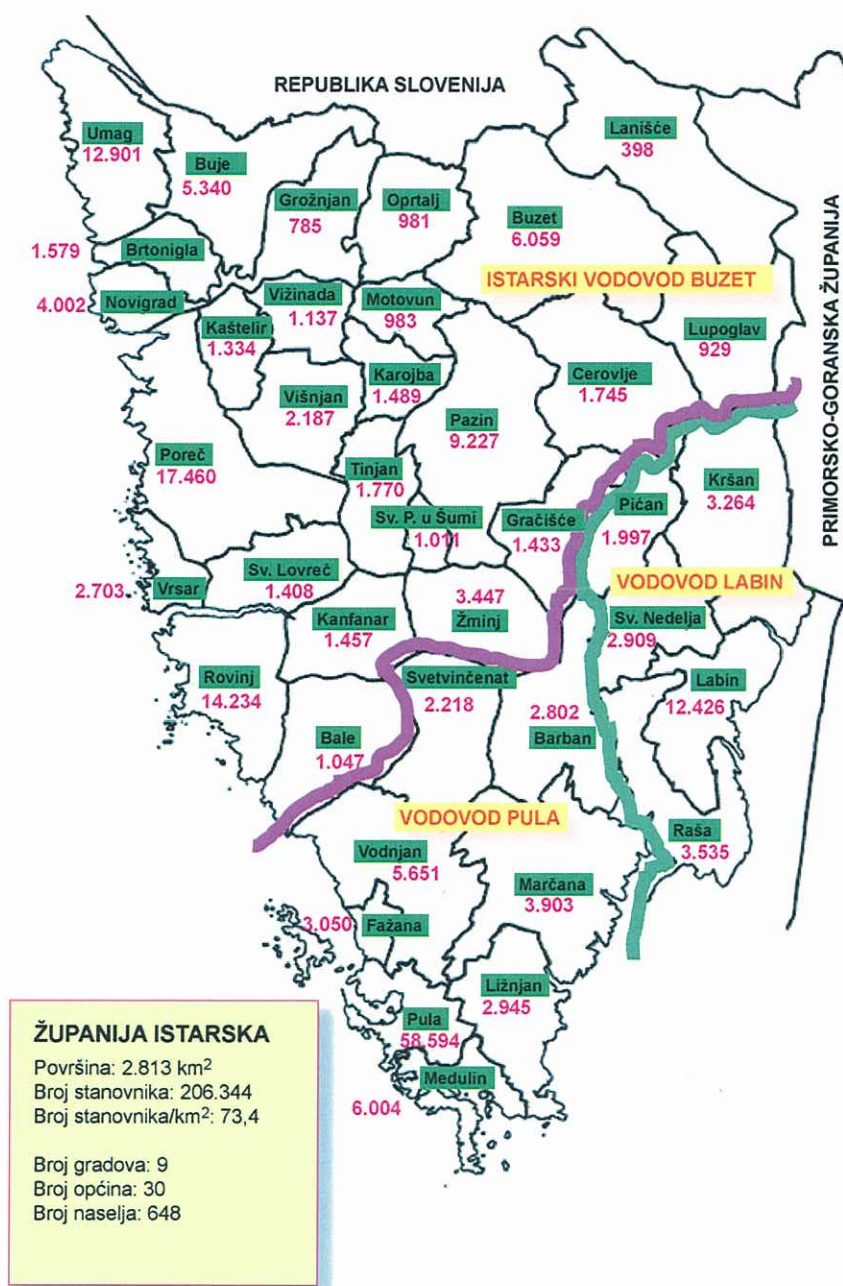 REPUBLIKA SLOVENIJA
Umag
12.901
Buje
5.340
Grožnjan
785
Oprtalj
981
Buzet
6.059
Lanišće
398
PRIMORSKO-GORANSKA ŽUPANIJA
1.579
Brtonigla
4.002
Novigrad
Kaštelir
1.334
Vižinada
1.137
Motovun
983
ISTARSKI VODOVOD BUZET
Lupoglav
929
Višnjan
2.187
Karojba
1.489
Pazin
9.227
Cerovlje
1.745
Poreč
17.460
Tinjan
1.770
Sv. P. u Šumi
1.011
Gračišće
1.433
Pićan
1.997
Kršan
3.264
2.703
Vrsar
Sv. Lovreč
1.408
Kanfanar
1.457
3.447
Žminj
VODOVOD LABIN
Sv. Nedelja
2.909
Rovinj
14.234
Svetvinčenat
2.218
2.802
Barban
Labin
12.426
Bale
1.047
VODOVOD PULA
Raša
3.535
Vodnjan
5.651
Marčana
3.903
3.050
Fažana
Ližnjan
2.945
Pula
58.594
Medulin
6.004
ŽUPANIJA ISTARSKA
Površina: 2.813 km²
Broj stanovnika: 206.344
Broj stanovnika/km²: 73,4
Broj gradova: 9
Broj općina: 30
Broj naselja: 648